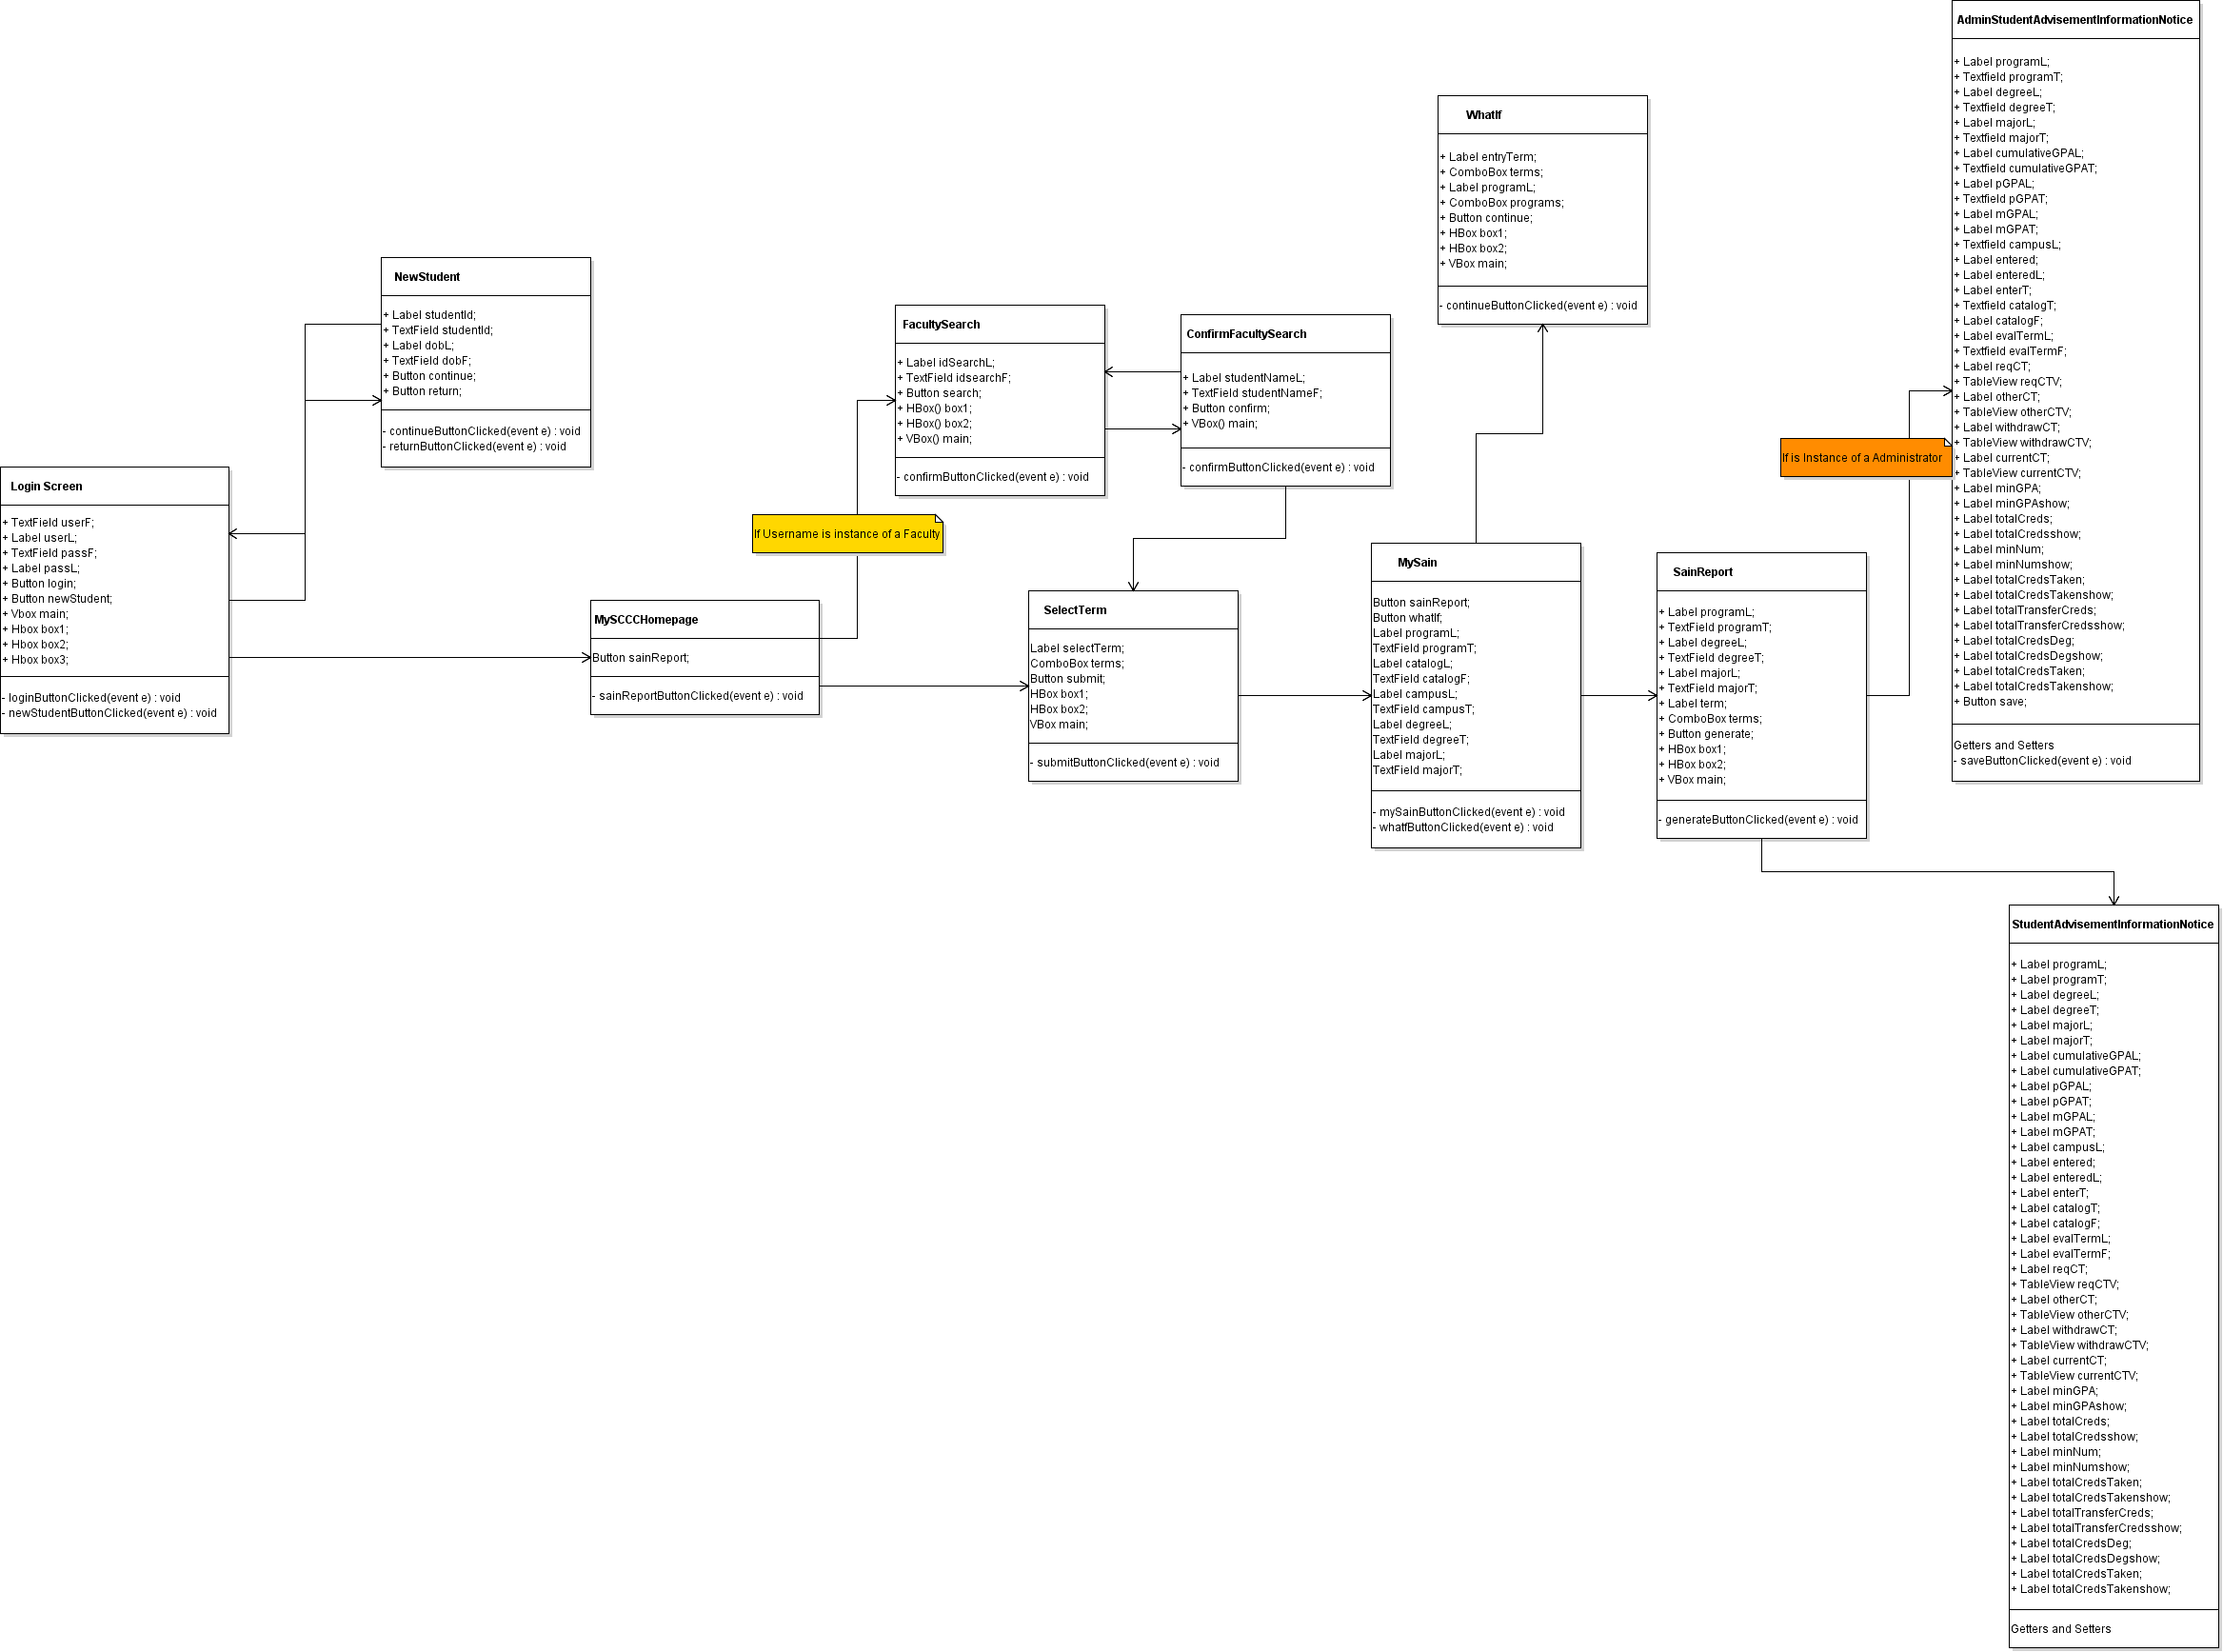 Login Screen
+ TextField userF;
+ Label userL;
+ TextField passF;
+ Label passL;
+ Button login;
+ Button newStudent;
+ Vbox main;
+ Hbox box1;
+ Hbox box2;
+ Hbox box3;
- loginButtonClicked(event e) : void
- newStudentButtonClicked(event e) : void
NewStudent
+ Label studentId;
+ TextField studentId;
+ Label dobL;
+ TextField dobF;
+ Button continue;
+ Button return;
- continueButtonClicked(event e) : void
- returnButtonClicked(event e) : void
MySCCCHomepage
Button sainReport;
- sainReportButtonClicked(event e) : void
If Username is instance of a Faculty
FacultySearch
+ Label idSearchL;
+ TextField idsearchF;
+ Button search;
+ HBox() box1;
+ HBox() box2;
+ VBox() main;
- confirmButtonClicked(event e) : void
ConfirmFacultySearch
+ Label studentNameL;
+ TextField studentNameF;
+ Button confirm;
+ VBox() main;
- confirmButtonClicked(event e) : void
SelectTerm
Label selectTerm;
ComboBox terms;
Button submit;
HBox box1;
HBox box2;
VBox main;
- submitButtonClicked(event e) : void
WhatIf
+ Label entryTerm;
+ ComboBox terms;
+ Label programL;
+ ComboBox programs;
+ Button continue;
+ HBox box1;
+ HBox box2;
+ VBox main;
- continueButtonClicked(event e) : void
MySain
Button sainReport;
Button whatIf;
Label programL;
TextField programT;
Label catalogL;
TextField catalogF;
Label campusL;
TextField campusT;
Label degreeL;
TextField degreeT;
Label majorL;
TextField majorT;
- mySainButtonClicked(event e) : void
- whatfButtonClicked(event e) : void
SainReport
+ Label programL;
+ TextField programT;
+ Label degreeL;
+ TextField degreeT;
+ Label majorL;
+ TextField majorT;
+ Label term;
+ ComboBox terms;
+ Button generate;
+ HBox box1;
+ HBox box2;
+ VBox main;
- generateButtonClicked(event e) : void
If is Instance of a Administrator
AdminStudentAdvisementInformationNotice
+ Label programL;
+ Textfield programT;
+ Label degreeL;
+ Textfield degreeT;
+ Label majorL;
+ Textfield majorT;
+ Label cumulativeGPAL;
+ Textfield cumulativeGPAT;
+ Label pGPAL;
+ Textfield pGPAT;
+ Label mGPAL;
+ Label mGPAT;
+ Textfield campusL;
+ Label entered;
+ Label enteredL;
+ Label enterT;
+ Textfield catalogT;
+ Label catalogF;
+ Label evalTermL;
+ Textfield evalTermF;
+ Label reqCT;
+ TableView reqCTV;
+ Label otherCT;
+ TableView otherCTV;
+ Label withdrawCT;
+ TableView withdrawCTV;
+ Label currentCT;
+ TableView currentCTV;
+ Label minGPA;
+ Label minGPAshow;
+ Label totalCreds;
+ Label totalCredsshow;
+ Label minNum;
+ Label minNumshow;
+ Label totalCredsTaken;
+ Label totalCredsTakenshow;
+ Label totalTransferCreds;
+ Label totalTransferCredsshow;
+ Label totalCredsDeg;
+ Label totalCredsDegshow;
+ Label totalCredsTaken;
+ Label totalCredsTakenshow;
+ Button save;
Getters and Setters
- saveButtonClicked(event e) : void
StudentAdvisementInformationNotice
+ Label programL;
+ Label programT;
+ Label degreeL;
+ Label degreeT;
+ Label majorL;
+ Label majorT;
+ Label cumulativeGPAL;
+ Label cumulativeGPAT;
+ Label pGPAL;
+ Label pGPAT;
+ Label mGPAL;
+ Label mGPAT;
+ Label campusL;
+ Label entered;
+ Label enteredL;
+ Label enterT;
+ Label catalogT;
+ Label catalogF;
+ Label evalTermL;
+ Label evalTermF;
+ Label reqCT;
+ TableView reqCTV;
+ Label otherCT;
+ TableView otherCTV;
+ Label withdrawCT;
+ TableView withdrawCTV;
+ Label currentCT;
+ TableView currentCTV;
+ Label minGPA;
+ Label minGPAshow;
+ Label totalCreds;
+ Label totalCredsshow;
+ Label minNum;
+ Label minNumshow;
+ Label totalCredsTaken;
+ Label totalCredsTakenshow;
+ Label totalTransferCreds;
+ Label totalTransferCredsshow;
+ Label totalCredsDeg;
+ Label totalCredsDegshow;
+ Label totalCredsTaken;
+ Label totalCredsTakenshow;
Getters and Setters